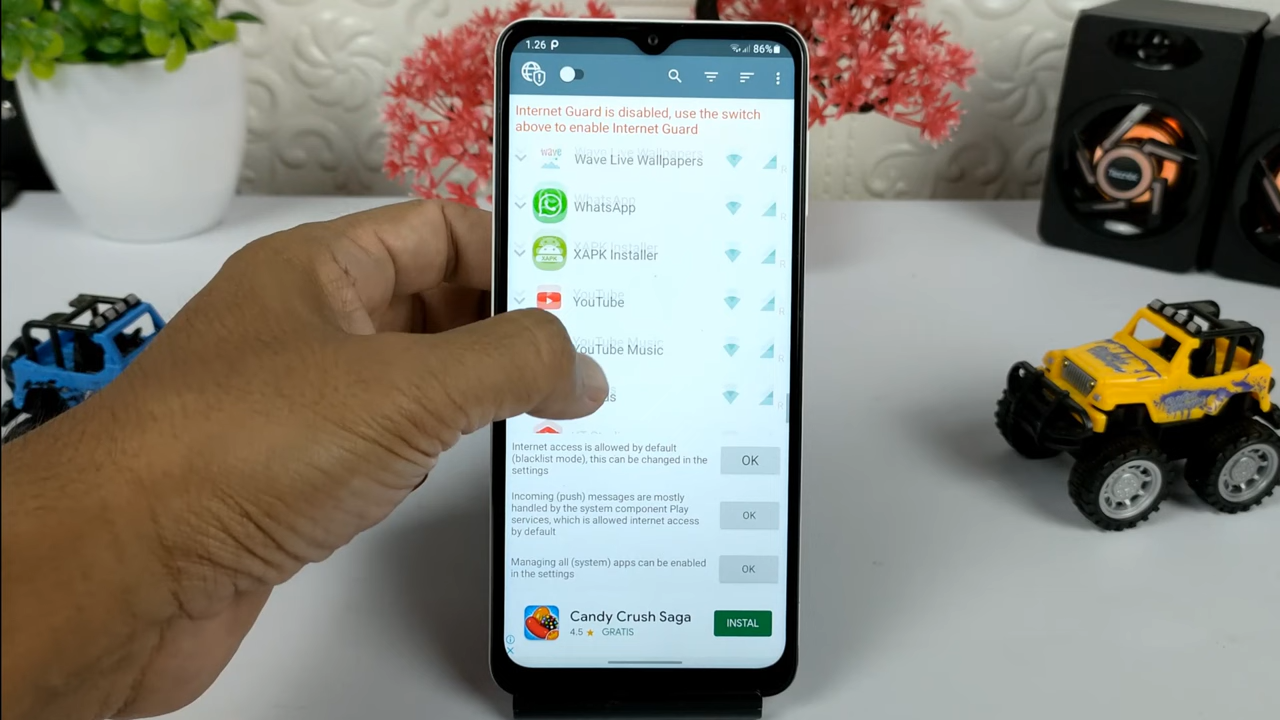 1.26
86%
Internet Guard is disabled, use the switch
above to enable Internet Guard
wave
Wave Live Wallpapers
WhatsApp
XAPK Installer
XAPK
YouTube
YouTube Music
Internet access is allowed by default
(blacklist mode), this can be changed in the
settings
OK
Incoming (push) messages are mostly
handled by the system component Play
services, which is allowed internet access
by default
OK
Managing all (system) apps can be enabled
in the settings
OK
Candy Crush Saga
4.5 ★ GRATIS
INSTAL